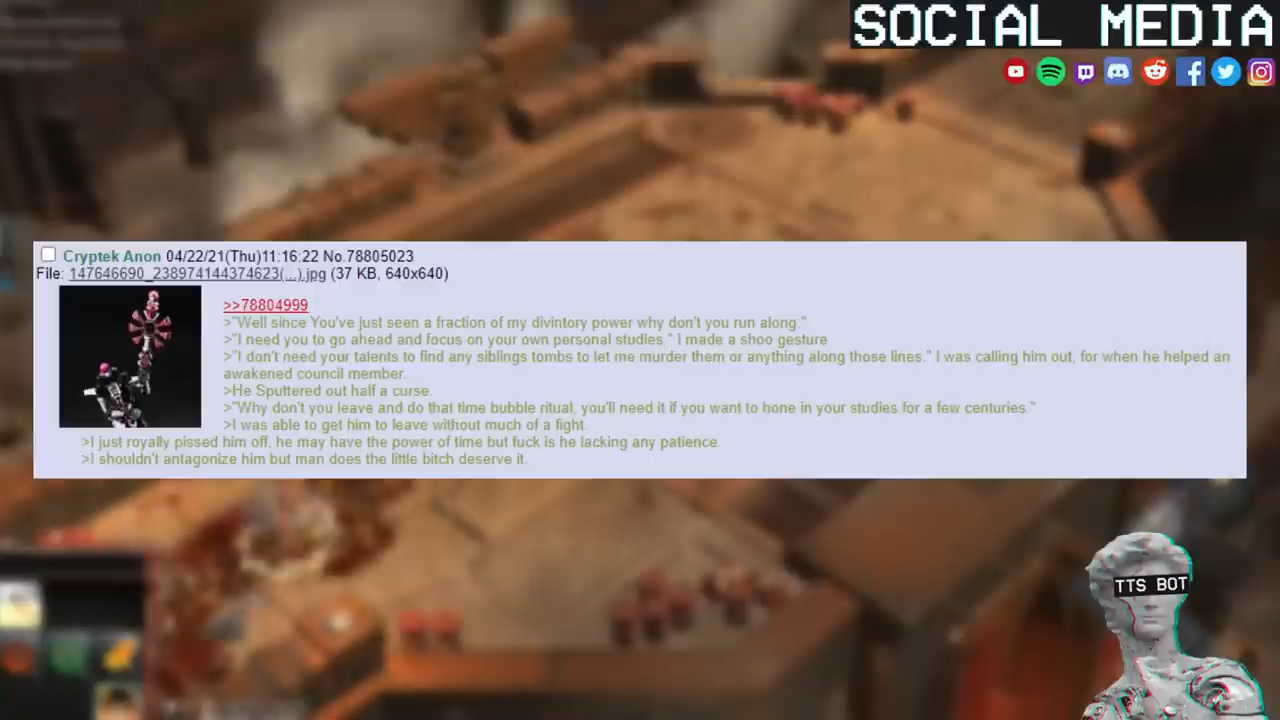 SOCIAL MEDIA
Cryptek Anon 04/22/21(Thu)11:16:22 No.78805023
File: 147646690_238974144374623(...).jpg (37 KB, 640x640)
>>78804999
>"Well since You've just seen a fraction of my divintory power why don't you run along."
>"I need you to go ahead and focus on your own personal studies " I made a shoo gesture
>"I don't need your talents to find any siblings tombs to let me murder them or anything along those lines." I was calling him out, for when he helped an
awakened council member.
>He Sputtered out half a curse.
>"Why don't you leave and do that time bubble ritual, you'll need it if you want to hone in your studies for a few centuries."
>I was able to get him to leave without much of a fight.
>I just royally pissed him off, he may have the power of time but fuck is he lacking any patience.
>I shouldn't antagonize him but man does the little bitch deserve it.
TTS BOT